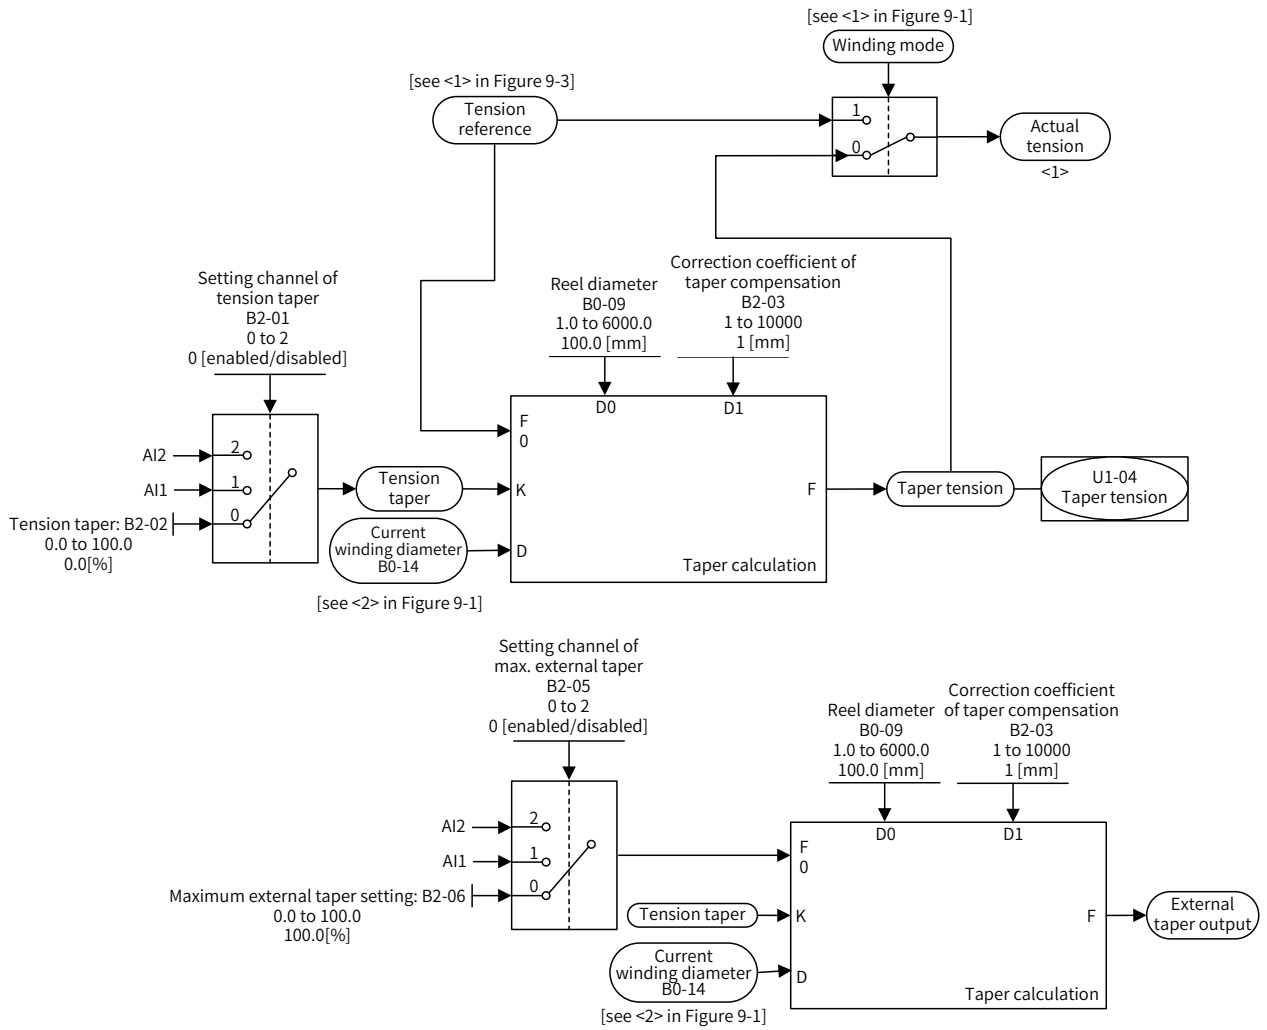 [see <1> in Figure 9-1]
Winding mode
[see <1> in Figure 9-3]
Tension
reference
1
0
Actual
tension
<1>
Setting channel of
tension taper
B2-01
0 to 2
0 [enabled/disabled]
Reel diameter
B0-09
1.0 to 6000.0
100.0 [mm]
Correction coefficient of
taper compensation
B2-03
1 to 10000
1 [mm]
D0
D1
F
0
K
D
F
Taper calculation
AI2
2
AI1
1
Tension taper: B2-02
0
0.0 to 100.0
0.0[%]
Tension
taper
Current
winding diameter
B0-14
[see <2> in Figure 9-1]
Taper tension
U1-04
Taper tension
Setting channel of
max. external taper
B2-05
0 to 2
0 [enabled/disabled]
Reel diameter
B0-09
1.0 to 6000.0
100.0 [mm]
Correction coefficient
of taper compensation
B2-03
1 to 10000
1 [mm]
AI2
2
AI1
1
Maximum external taper setting: B2-06
0
0.0 to 100.0
100.0[%]
D0
D1
F
0
K
D
F
Taper calculation
Tension taper
Current
winding diameter
B0-14
[see <2> in Figure 9-1]
External
taper output